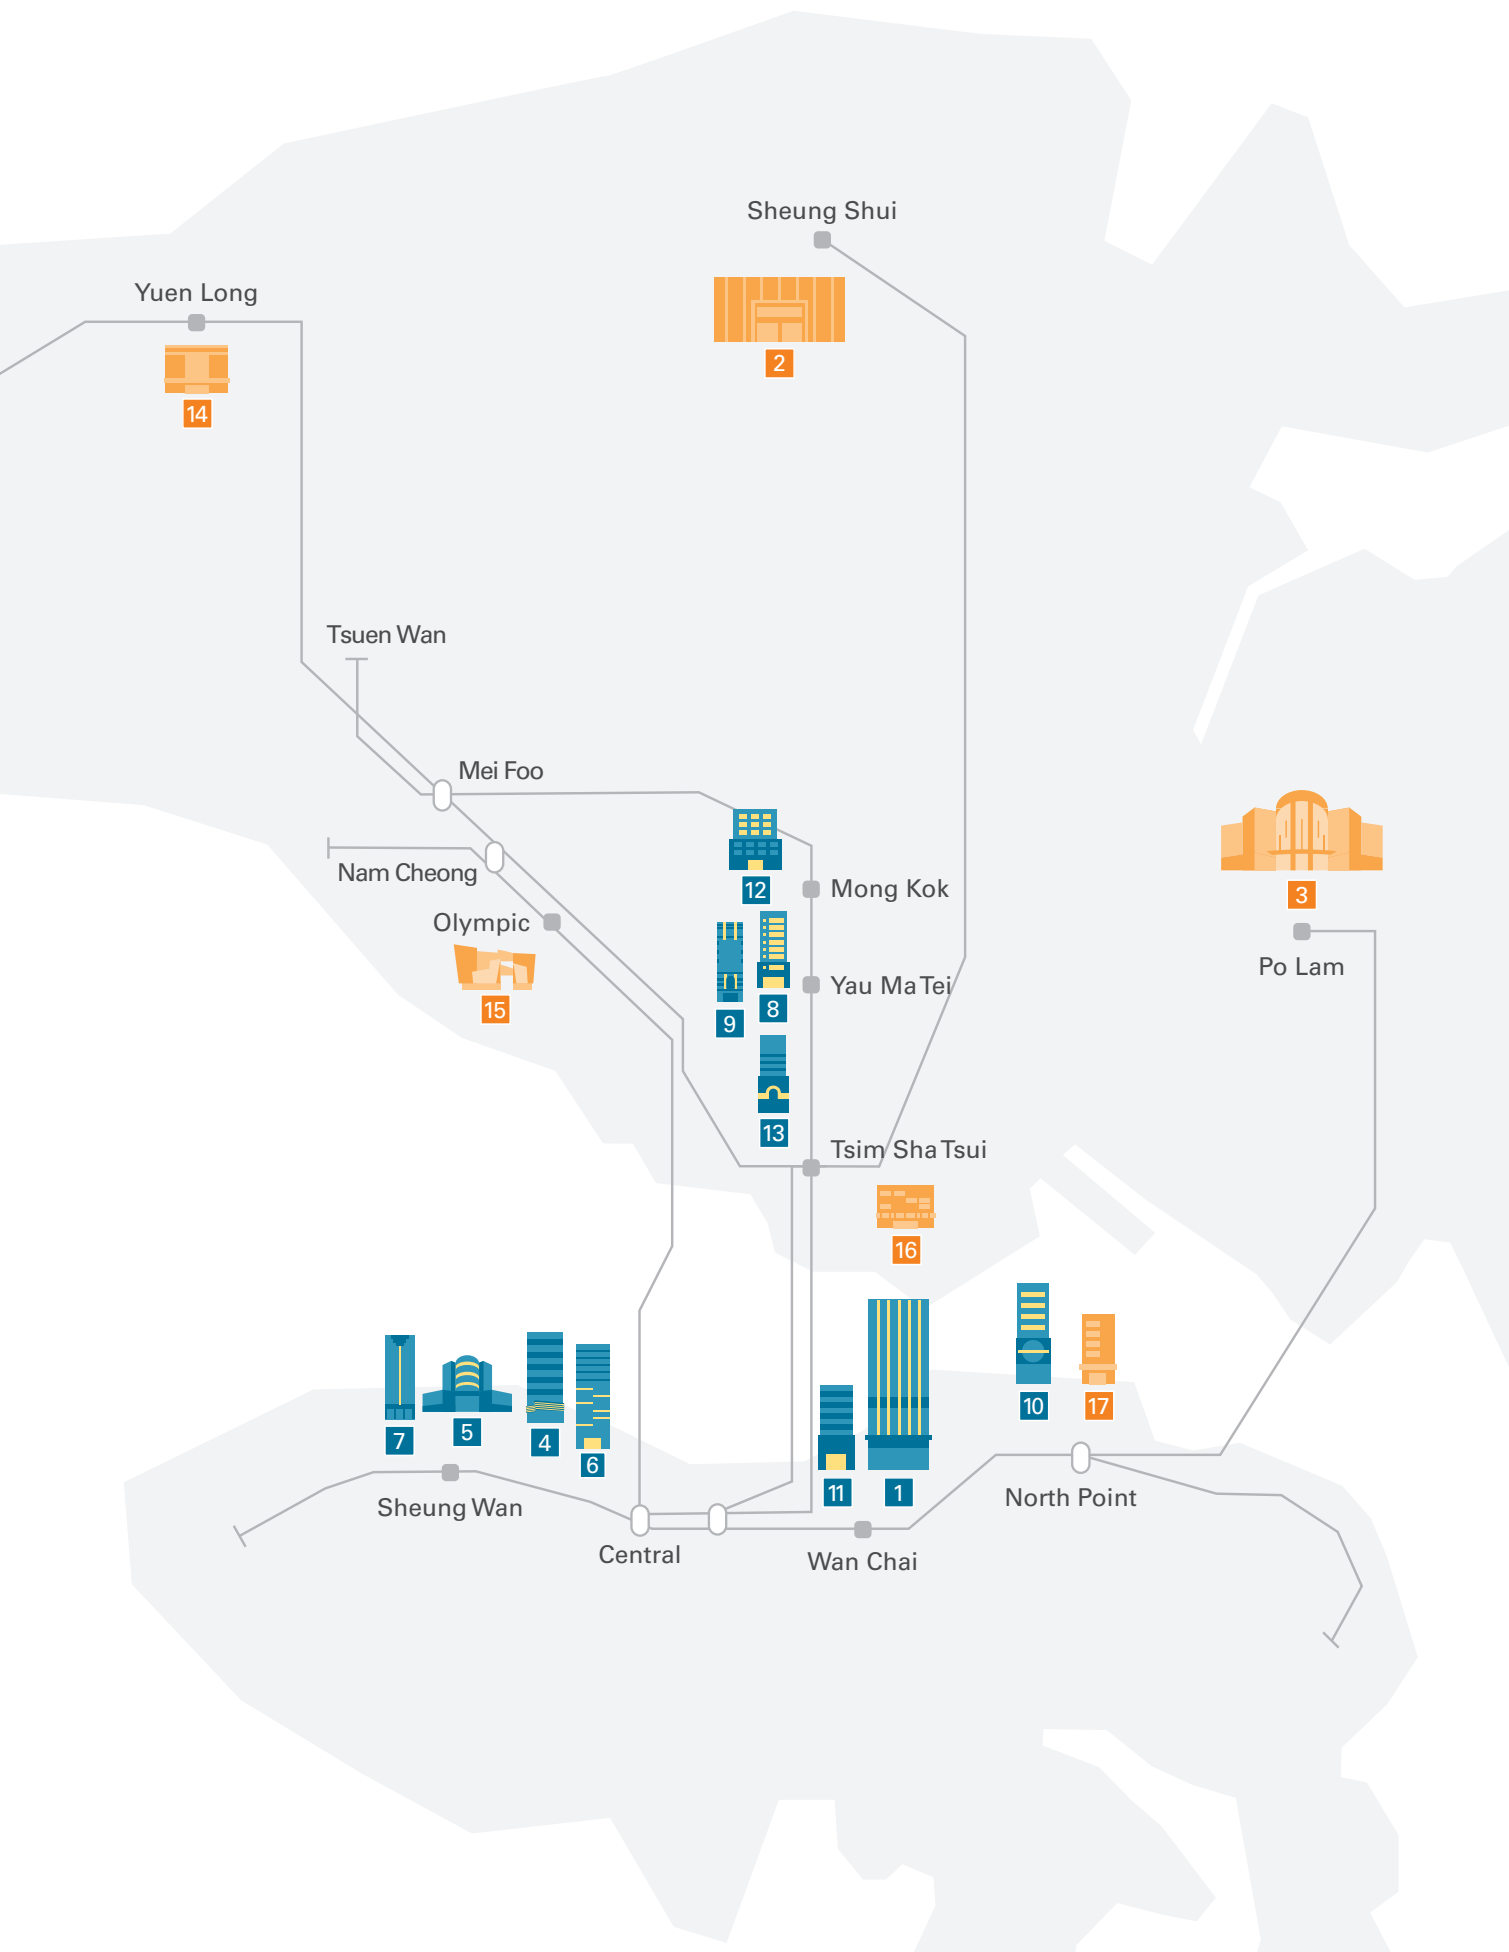 Sheung Shui
Yuen Long
2
14
Tsuen Wan
Mei Foo
Nam Cheong
12
Mong Kok
3
Olympic
Po Lam
Yau Ma Tei
15
8
9
13
Tsim Sha Tsui
16
10
17
7
5
4
6
11
1
Sheung Wan
North Point
Central
Wan Chai